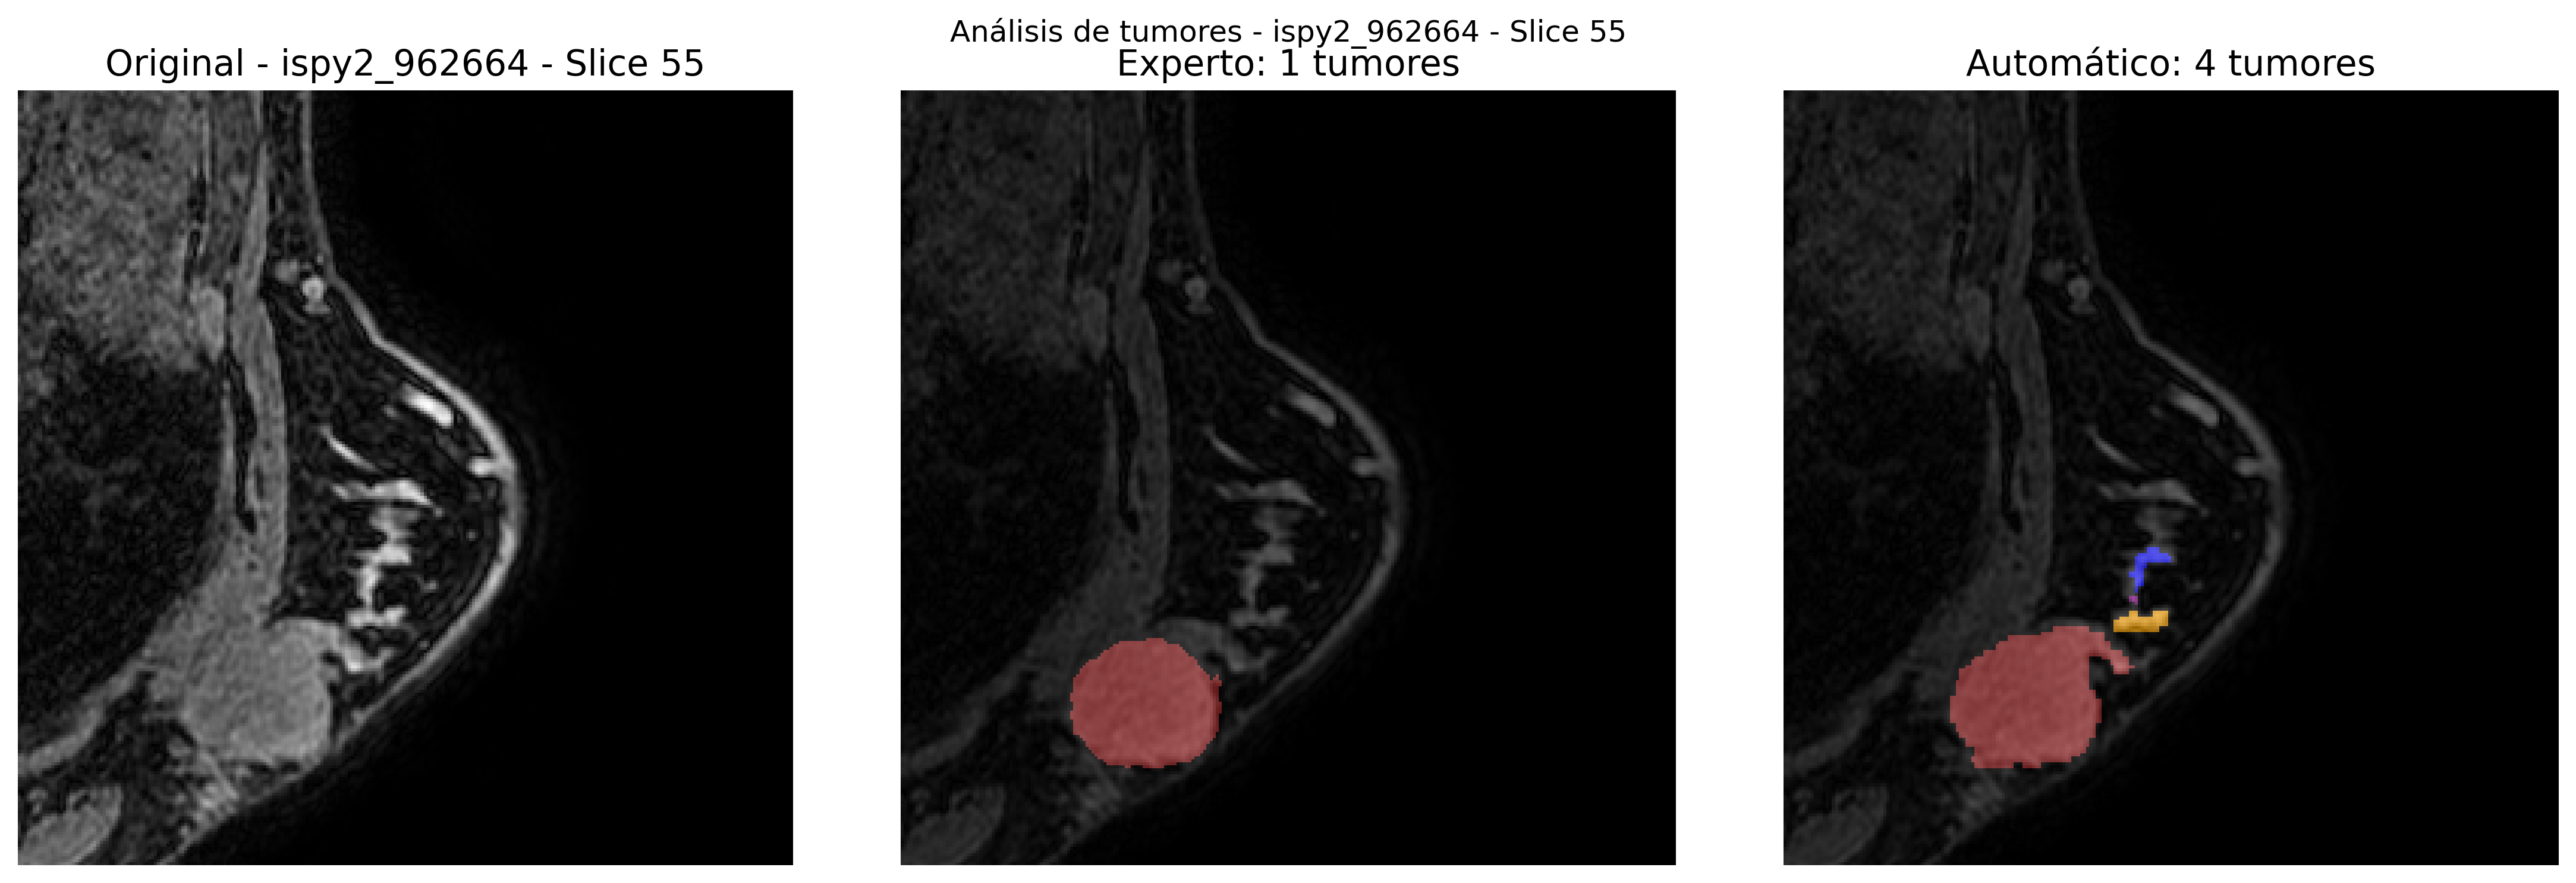 Análisis de tumores - ispy2_962664 - Slice 55
Original - ispy2_962664 - Slice 55
Experto: 1 tumores
Automático: 4 tumores